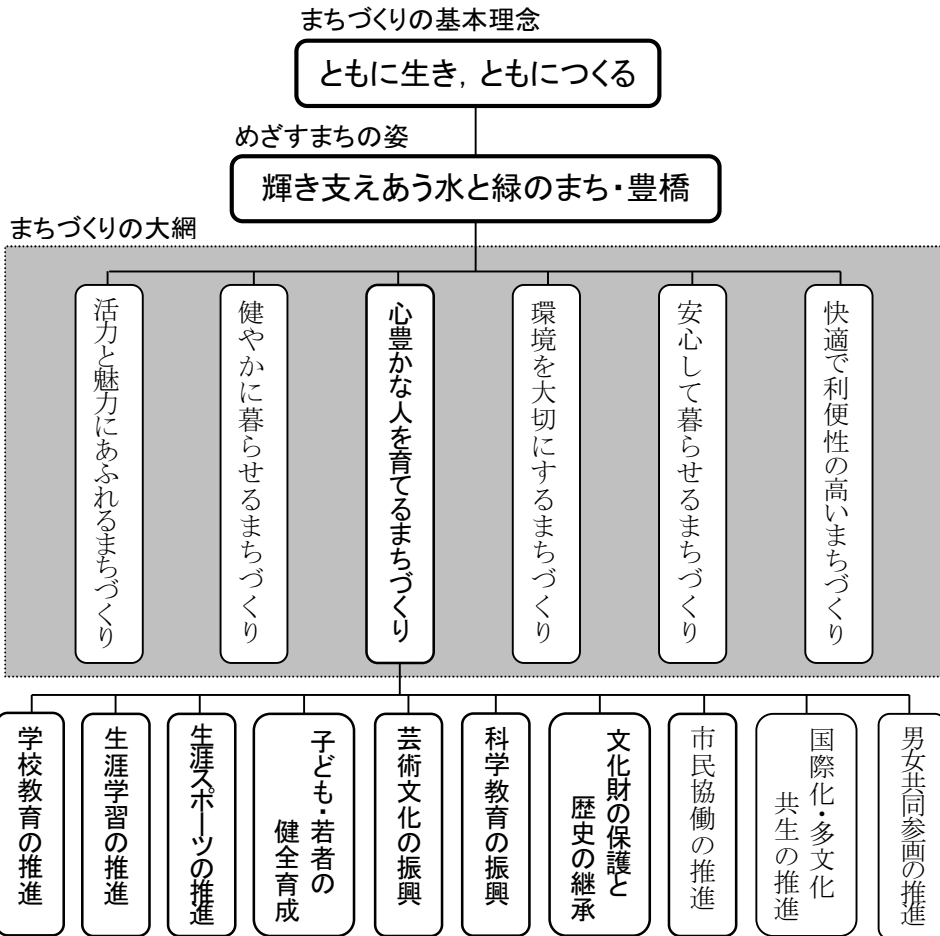 まちづくりの基本理念
ともに生き，ともにつくる
めざすまちの姿
輝き支えあう水と緑のまち・豊橋
まちづくりの大綱
活力と魅力にあふれるまちづくり
健やかに暮らせるまちづくり
心豊かな人を育てるまちづくり
環境を大切にするまちづくり
安心して暮らせるまちづくり
快適で利便性の高いまちづくり
学校教育の推進
生涯学習の推進
生涯スポーツの推進
子ども・若者の
健全育成
芸術文化の振興
科学教育の振興
文化財の保護と
歴史の継承
市民協働の推進
国際化・多文化
共生の推進
男女共同参画の推進